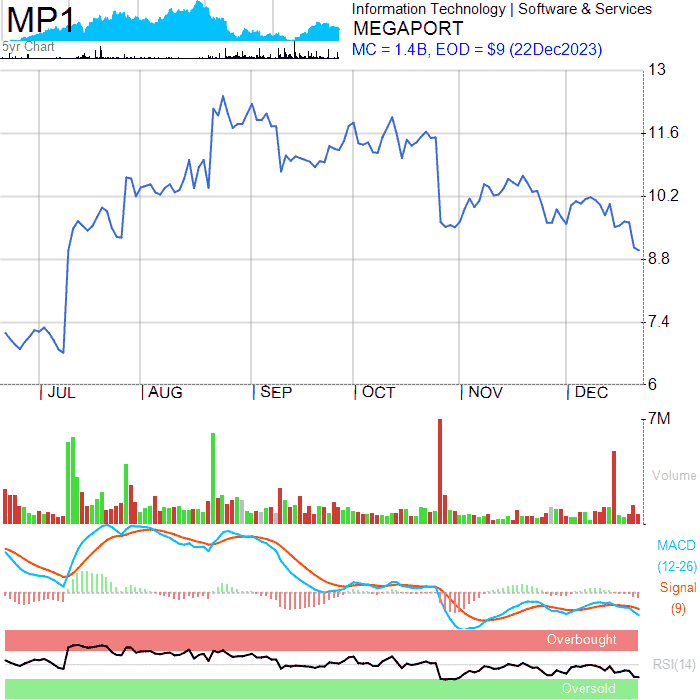 MP1
Information Technology | Software & Services
MEGAPORT
5yr Chart
MC = 1.4B, EOD = $9 (22Dec2023)
13
11.6
10.2
8.8
7.4
6
JUL AUG SEP OCT NOV DEC
7M
Volume
MACD
(12-26)
Signal
(9)
Overbought
RSI(14)
Oversold